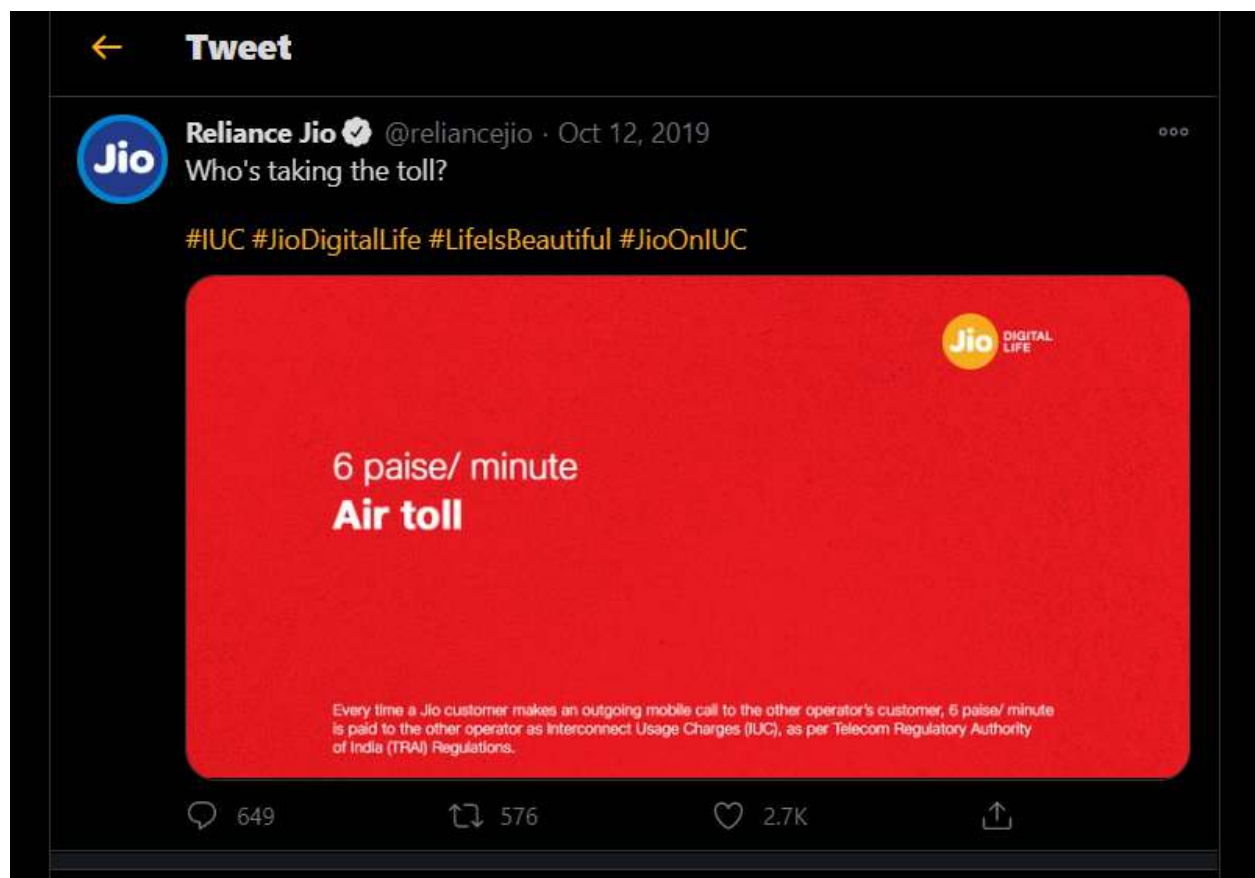 Tweet
Jio
Reliance Jio @reliancejio · Oct 12, 2019
Who's taking the toll?
#IUC #JioDigitalLife #LifeIsBeautiful #JioOnIUC
Jio DIGITAL
LIFE
6 paise/ minute
Air toll
Every time a Jio customer makes an outgoing mobile call to the other operator's customer, 6 paise/ minute
is paid to the other operator as Interconnect Usage Charges (IUC), as per Telecom Regulatory Authority
of India (TRAI) Regulations.
649 576 2.7K